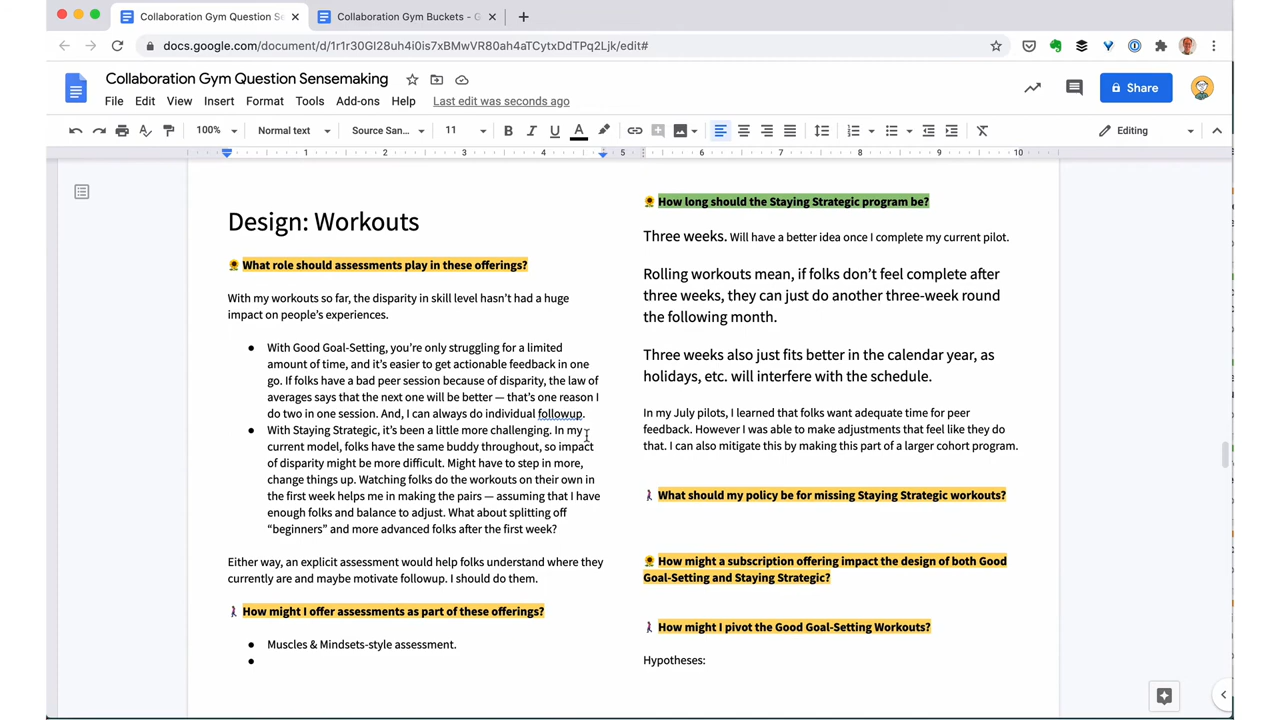 Collaboration Gym Question Se
Collaboration Gym Buckets - G
docs.google.com/document/d/1r1r30GI28uh4i0is7xBMwVR80ah4aTCytxDdTPq2Ljk/edit#
Collaboration Gym Question Sensemaking
File Edit View Insert Format Tools Add-ons Help Last edit was seconds ago
Share
100% Normal text Source San... 11 Editing
1 2 3 4 5 6 7 8 9 10
Design: Workouts
What role should assessments play in these offerings?
With my workouts so far, the disparity in skill level hasn't had a huge
impact on people's experiences.
● With Good Goal-Setting, you're only struggling for a limited
amount of time, and it's easier to get actionable feedback in one
go. If folks have a bad peer session because of disparity, the law of
averages says that the next one will be better — that's one reason I
do two in one session. And, I can always do individual followup.
● With Staying Strategic, it's been a little more challenging. In my
current model, folks have the same buddy throughout, so impact
of disparity might be more difficult. Might have to step in more,
change things up. Watching folks do the workouts on their own in
the first week helps me in making the pairs — assuming that I have
enough folks and balance to adjust. What about splitting off
"beginners" and more advanced folks after the first week?
Either way, an explicit assessment would help folks understand where they
currently are and maybe motivate followup. I should do them.
How might I offer assessments as part of these offerings?
● Muscles & Mindsets-style assessment.
●
How long should the Staying Strategic program be?
Three weeks. Will have a better idea once I complete my current pilot.
Rolling workouts mean, if folks don't feel complete after
three weeks, they can just do another three-week round
the following month.
Three weeks also just fits better in the calendar year, as
holidays, etc. will interfere with the schedule.
In my July pilots, I learned that folks want adequate time for peer
feedback. However I was able to make adjustments that feel like they do
that. I can also mitigate this by making this part of a larger cohort program.
What should my policy be for missing Staying Strategic workouts?
How might a subscription offering impact the design of both Good
Goal-Setting and Staying Strategic?
How might I pivot the Good Goal-Setting Workouts?
Hypotheses: